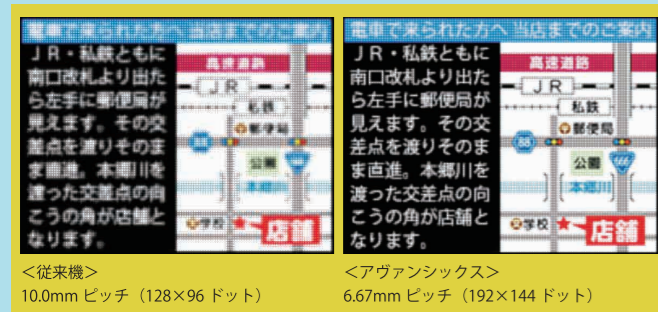 電車で来られた方へ 当店までのご案内
JR・私鉄ともに
南口改札より出た
ら左手に郵便局が
見えます。その交
差点を渡りそのま
ま直進。本郷川を
渡った交差点の向
こうの角が店舗と
なります。
高速道路
JR
私鉄
郵便局
88
公園
本郷川
学校
店舗
電車で来られた方へ 当店までのご案内
JR・私鉄ともに
南口改札より出た
ら左手に郵便局が
見えます。その交
差点を渡りそのま
ま直進。本郷川を
渡った交差点の向
こうの角が店舗と
なります。
高速道路
JR
私鉄
郵便局
88
公園
666
本郷川
学校
店舗
＜従来機＞
10.0mm ピッチ（128×96 ドット）
＜アヴァンシックス＞
6.67mm ピッチ（192×144 ドット）